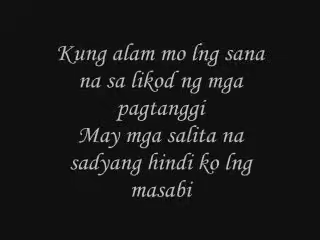 Kung alam mo lng sana
na sa likod ng mga
pagtanggi
May mga salita na
sadyang hindi ko lng
masabi